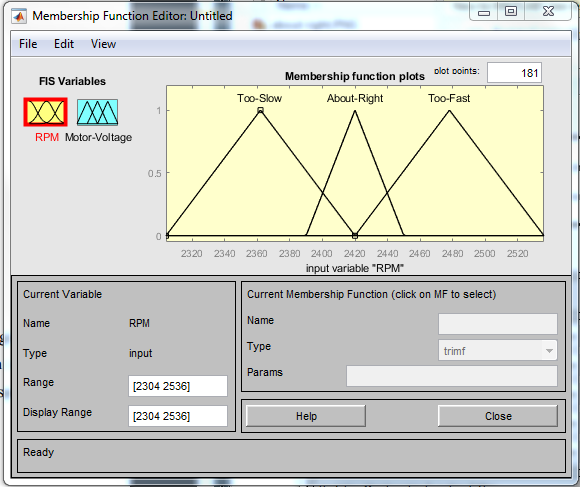 Membership Function Editor: Untitled
File Edit View
FIS Variables
RPM Motor-Voltage
Membership function plots plot points: 181
Too-Slow About-Right Too-Fast
1
0.5
0
2320 2340 2360 2380 2400 2420 2440 2460 2480 2500 2520
input variable "RPM"
Current Variable
Name RPM
Type input
Range [2304 2536]
Display Range [2304 2536]
Current Membership Function (click on MF to select)
Name
Type trimf
Params
Help Close
Ready